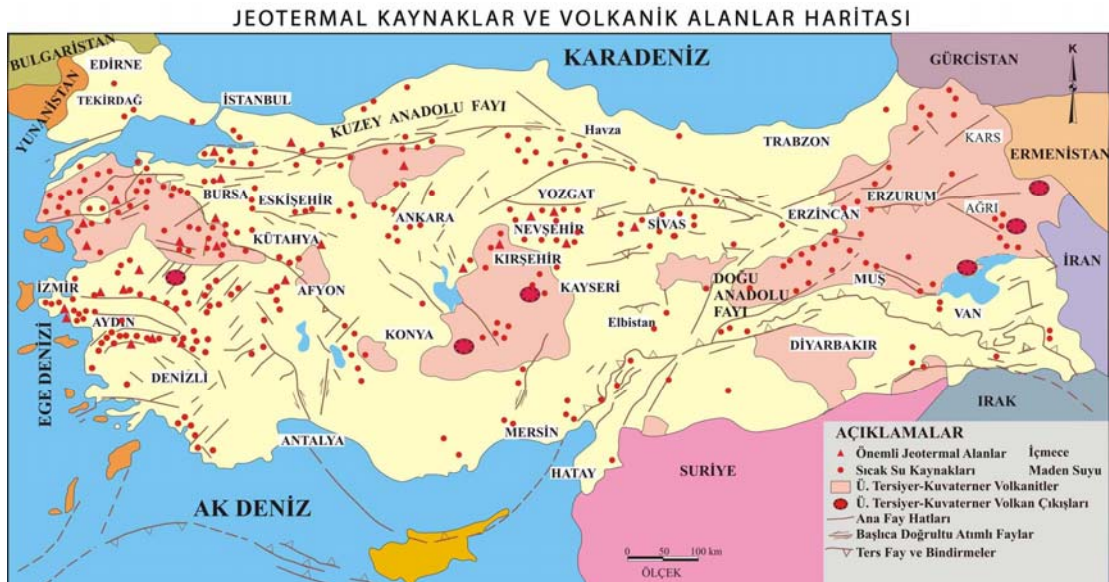 JEOTERMAL KAYNAKLAR VE VOLKANİK ALANLAR HARİTASI
BULGARİSTAN
EDİRNE
TEKİRDAĞ
YUNANİSTAN
İSTANBUL
KARADENİZ
GÜRCİSTAN
K
KUZEY ANADOLU FAYI
Havza
TRABZON
KARS
ERMENİSTAN
BURSA
ESKİŞEHİR
ANKARA
YOZGAT
SİVAS
ERZİNCAN
ERZURUM
AĞRI
KÜTAHYA
NEVŞEHİR
KIRŞEHİR
KAYSERİ
İRAN
İZMİR
AFYON
DOĞU
ANADOLU
FAYI
MUŞ
VAN
AYDIN
KONYA
Elbistan
DİYARBAKIR
EGE DENİZİ
DENİZLİ
ANTALYA
MERSİN
HATAY
SURİYE
IRAK
AK DENİZ
0 50 100 km
ÖLÇEK
AÇIKLAMALAR
Önemli Jeotermal Alanlar İçmece
Sıcak Su Kaynakları Maden Suyu
Ü. Tersiyer-Kuvaterner Volkanitler
Ü. Tersiyer-Kuvaterner Volkan Çıkışları
Ana Fay Hatları
Başlıca Doğrultu Atımlı Faylar
Ters Fay ve Bindirmeler